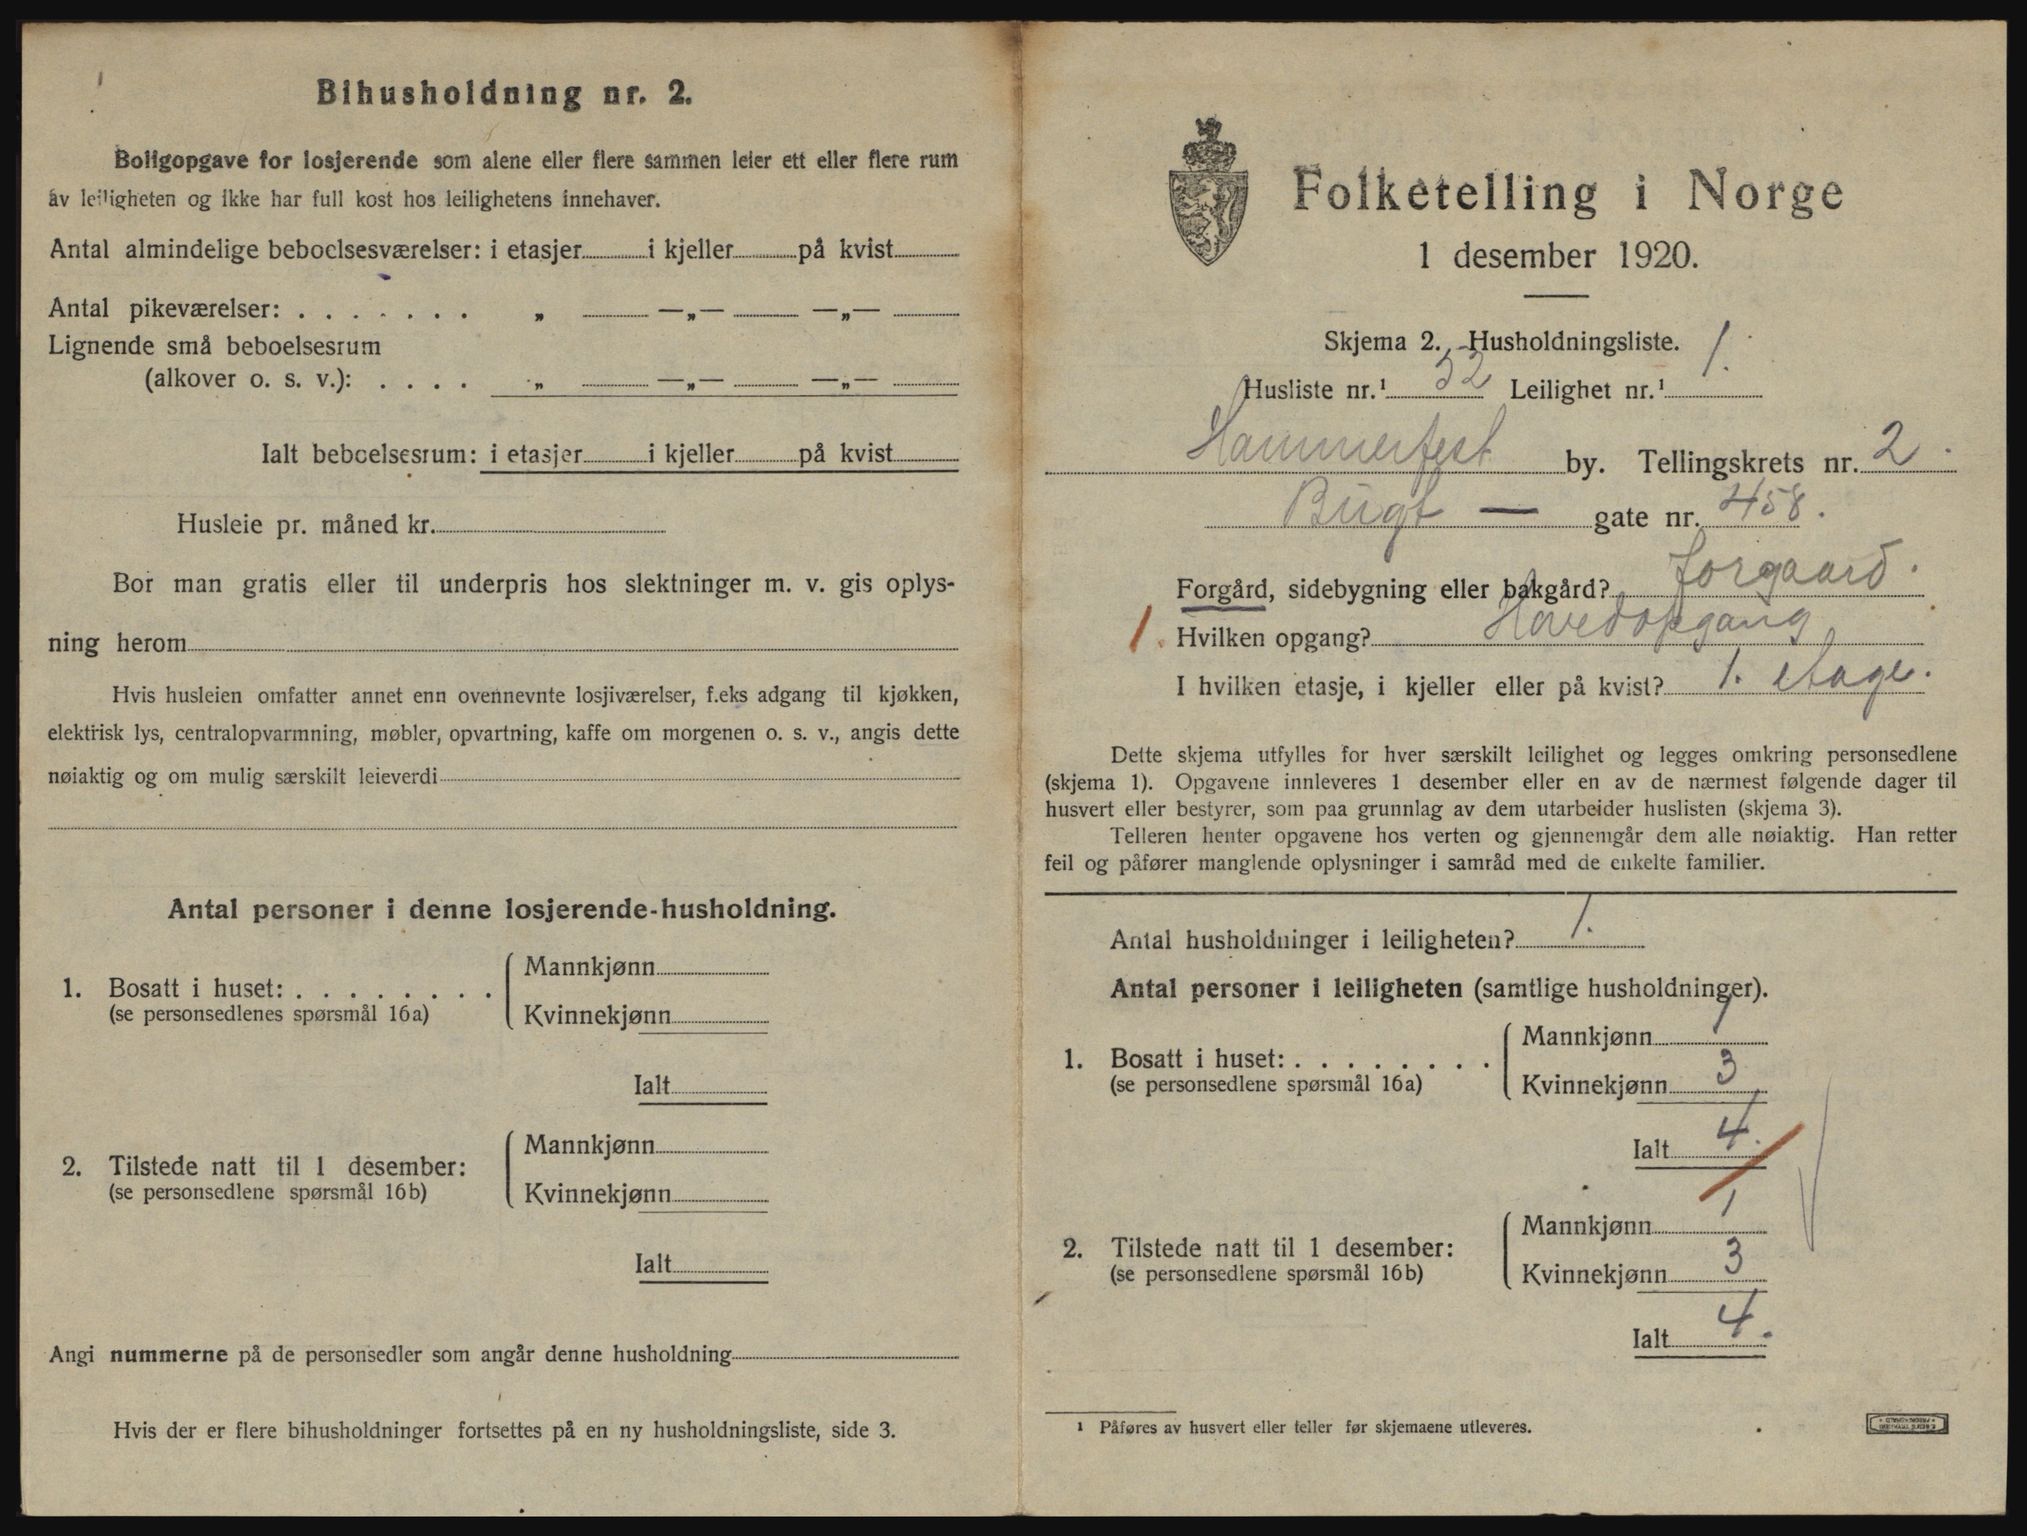 Bihusholdning nr. 2.
Boligopgave for losjerende som alene eller flere sammen leier ett eller flere rum
av leiligheten og ikke har full kost hos leilighetens innehaver.
Antal almindelige beboelsesværelser: i etasjer i kjeller på kvist
Antal pikeværelser: . . . . . . . „ —„— —„—
Lignende små beboelsesrum
(alkover o. s. v.): . . . . „ —„— —„—
Ialt beboelsesrum: i etasjer i kjeller på kvist
Husleie pr. måned kr.
Bor man gratis eller til underpris hos slektninger m. v. gis oplys-
ning herom
Hvis husleien omfatter annet enn ovennevnte losjiværelser, f.eks adgang til kjøkken,
elektrisk lys, centralopvarmning, møbler, opvartning, kaffe om morgenen o. s. v., angis dette
nøiaktig og om mulig særskilt leieverdi
Antal personer i denne losjerende-husholdning.
1. Bosatt i huset: . . . . . . . .
(se personsedlenes spørsmål 16a)
Mannkjønn
Kvinnekjønn
Ialt
2. Tilstede natt til 1 desember:
(se personsedlene spørsmål 16b)
Mannkjønn
Kvinnekjønn
Ialt
Angi nummerne på de personsedler som angår denne husholdning
Hvis der er flere bihusholdninger fortsettes på en ny husholdningsliste, side 3.
Folketelling i Norge
1 desember 1920.
Skjema 2. Husholdningsliste.
Husliste nr.¹ 32 Leilighet nr.¹ 1.
Hammerfest by. Tellingskrets nr. 2.
Bugt — gate nr. 458.
Forgård, sidebygning eller bakgård? forgaard.
1. Hvilken opgang? Hovedopgang
I hvilken etasje, i kjeller eller på kvist? 1. etage.
Dette skjema utfylles for hver særskilt leilighet og legges omkring personsedlene
(skjema 1). Opgavene innleveres 1 desember eller en av de nærmest følgende dager til
husvert eller bestyrer, som paa grunnlag av dem utarbeider huslisten (skjema 3).
Telleren henter opgavene hos verten og gjennemgår dem alle nøiaktig. Han retter
feil og påfører manglende oplysninger i samråd med de enkelte familier.
Antal husholdninger i leiligheten? 1.
Antal personer i leiligheten (samtlige husholdninger).
1. Bosatt i huset: . . . . . . . .
(se personsedlene spørsmål 16a)
Mannkjønn 1
Kvinnekjønn 3
Ialt 4.
2. Tilstede natt til 1 desember:
(se personsedlene spørsmål 16b)
Mannkjønn 1
Kvinnekjønn 3
Ialt 4.
¹ Påføres av husvert eller teller før skjemaene utleveres.